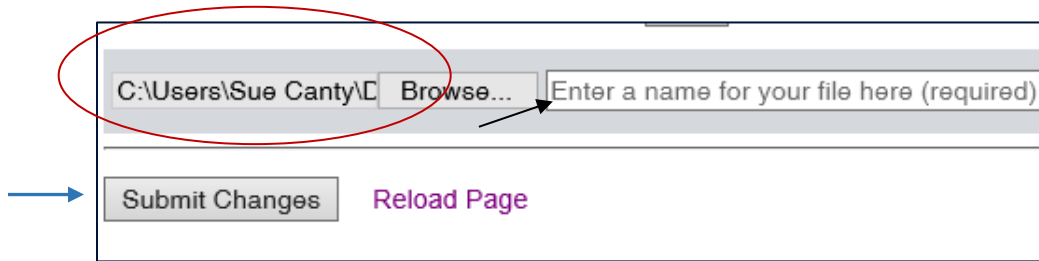 C:\Users\Sue Canty\D Browse... Enter a name for your file here (required)
Submit Changes Reload Page